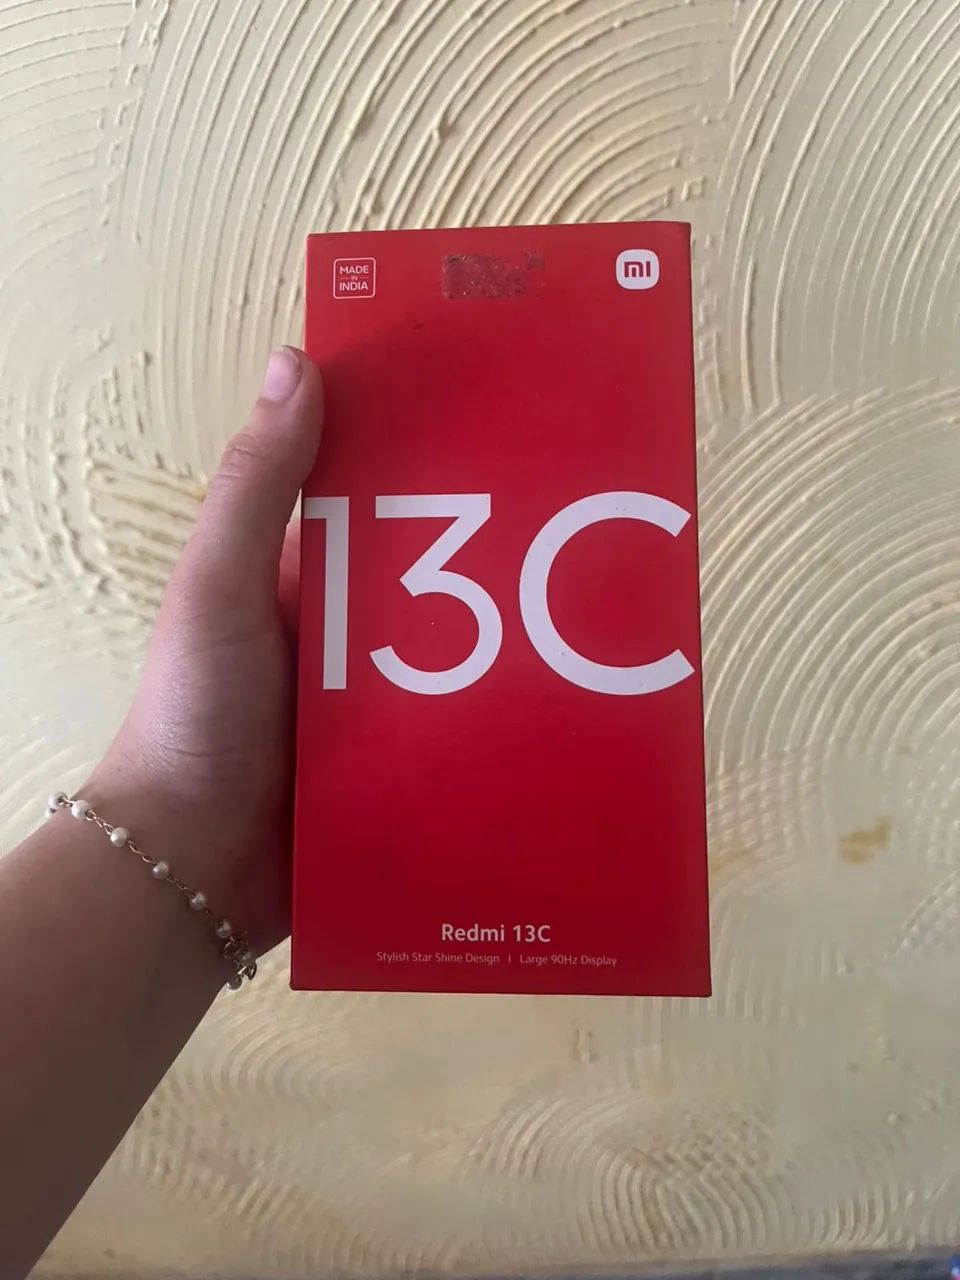 MADE
IN
INDIA
mi
13C
Redmi 13C
Stylish Star Shine Design | Large 90Hz Display